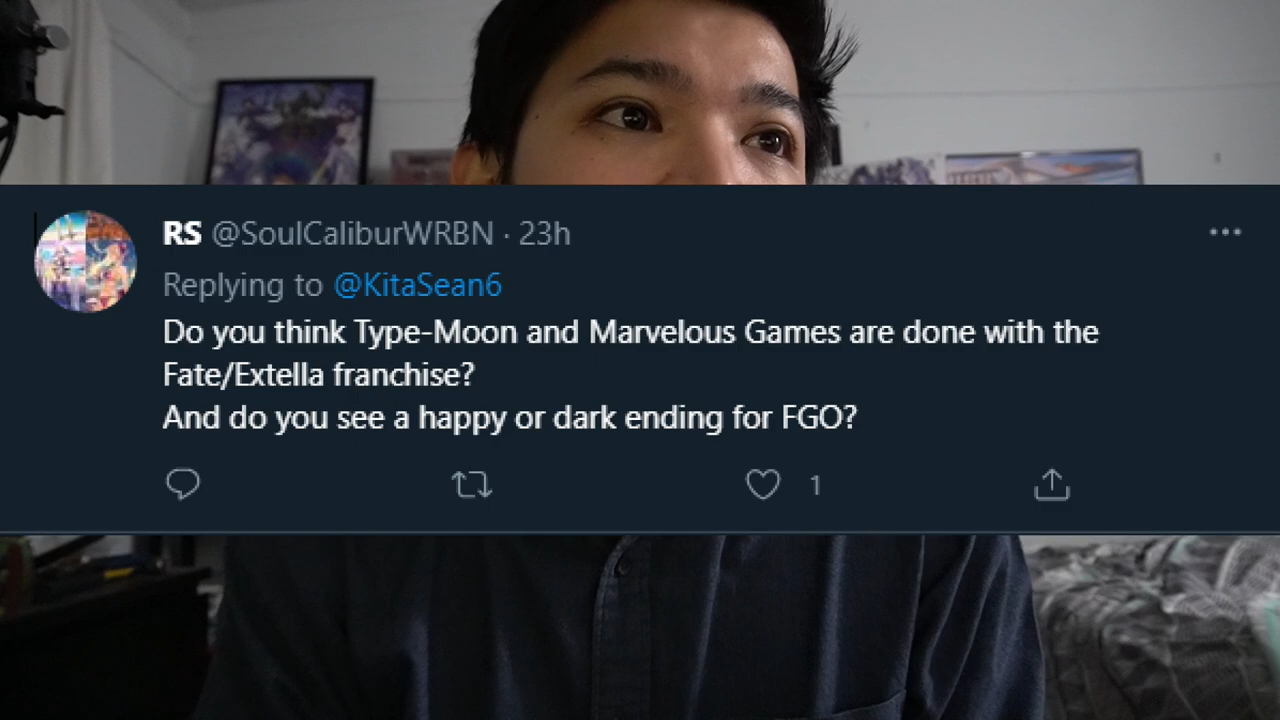 RS @SoulCaliburWRBN · 23h
Replying to @KitaSean6
Do you think Type-Moon and Marvelous Games are done with the
Fate/Extella franchise?
And do you see a happy or dark ending for FGO?
1